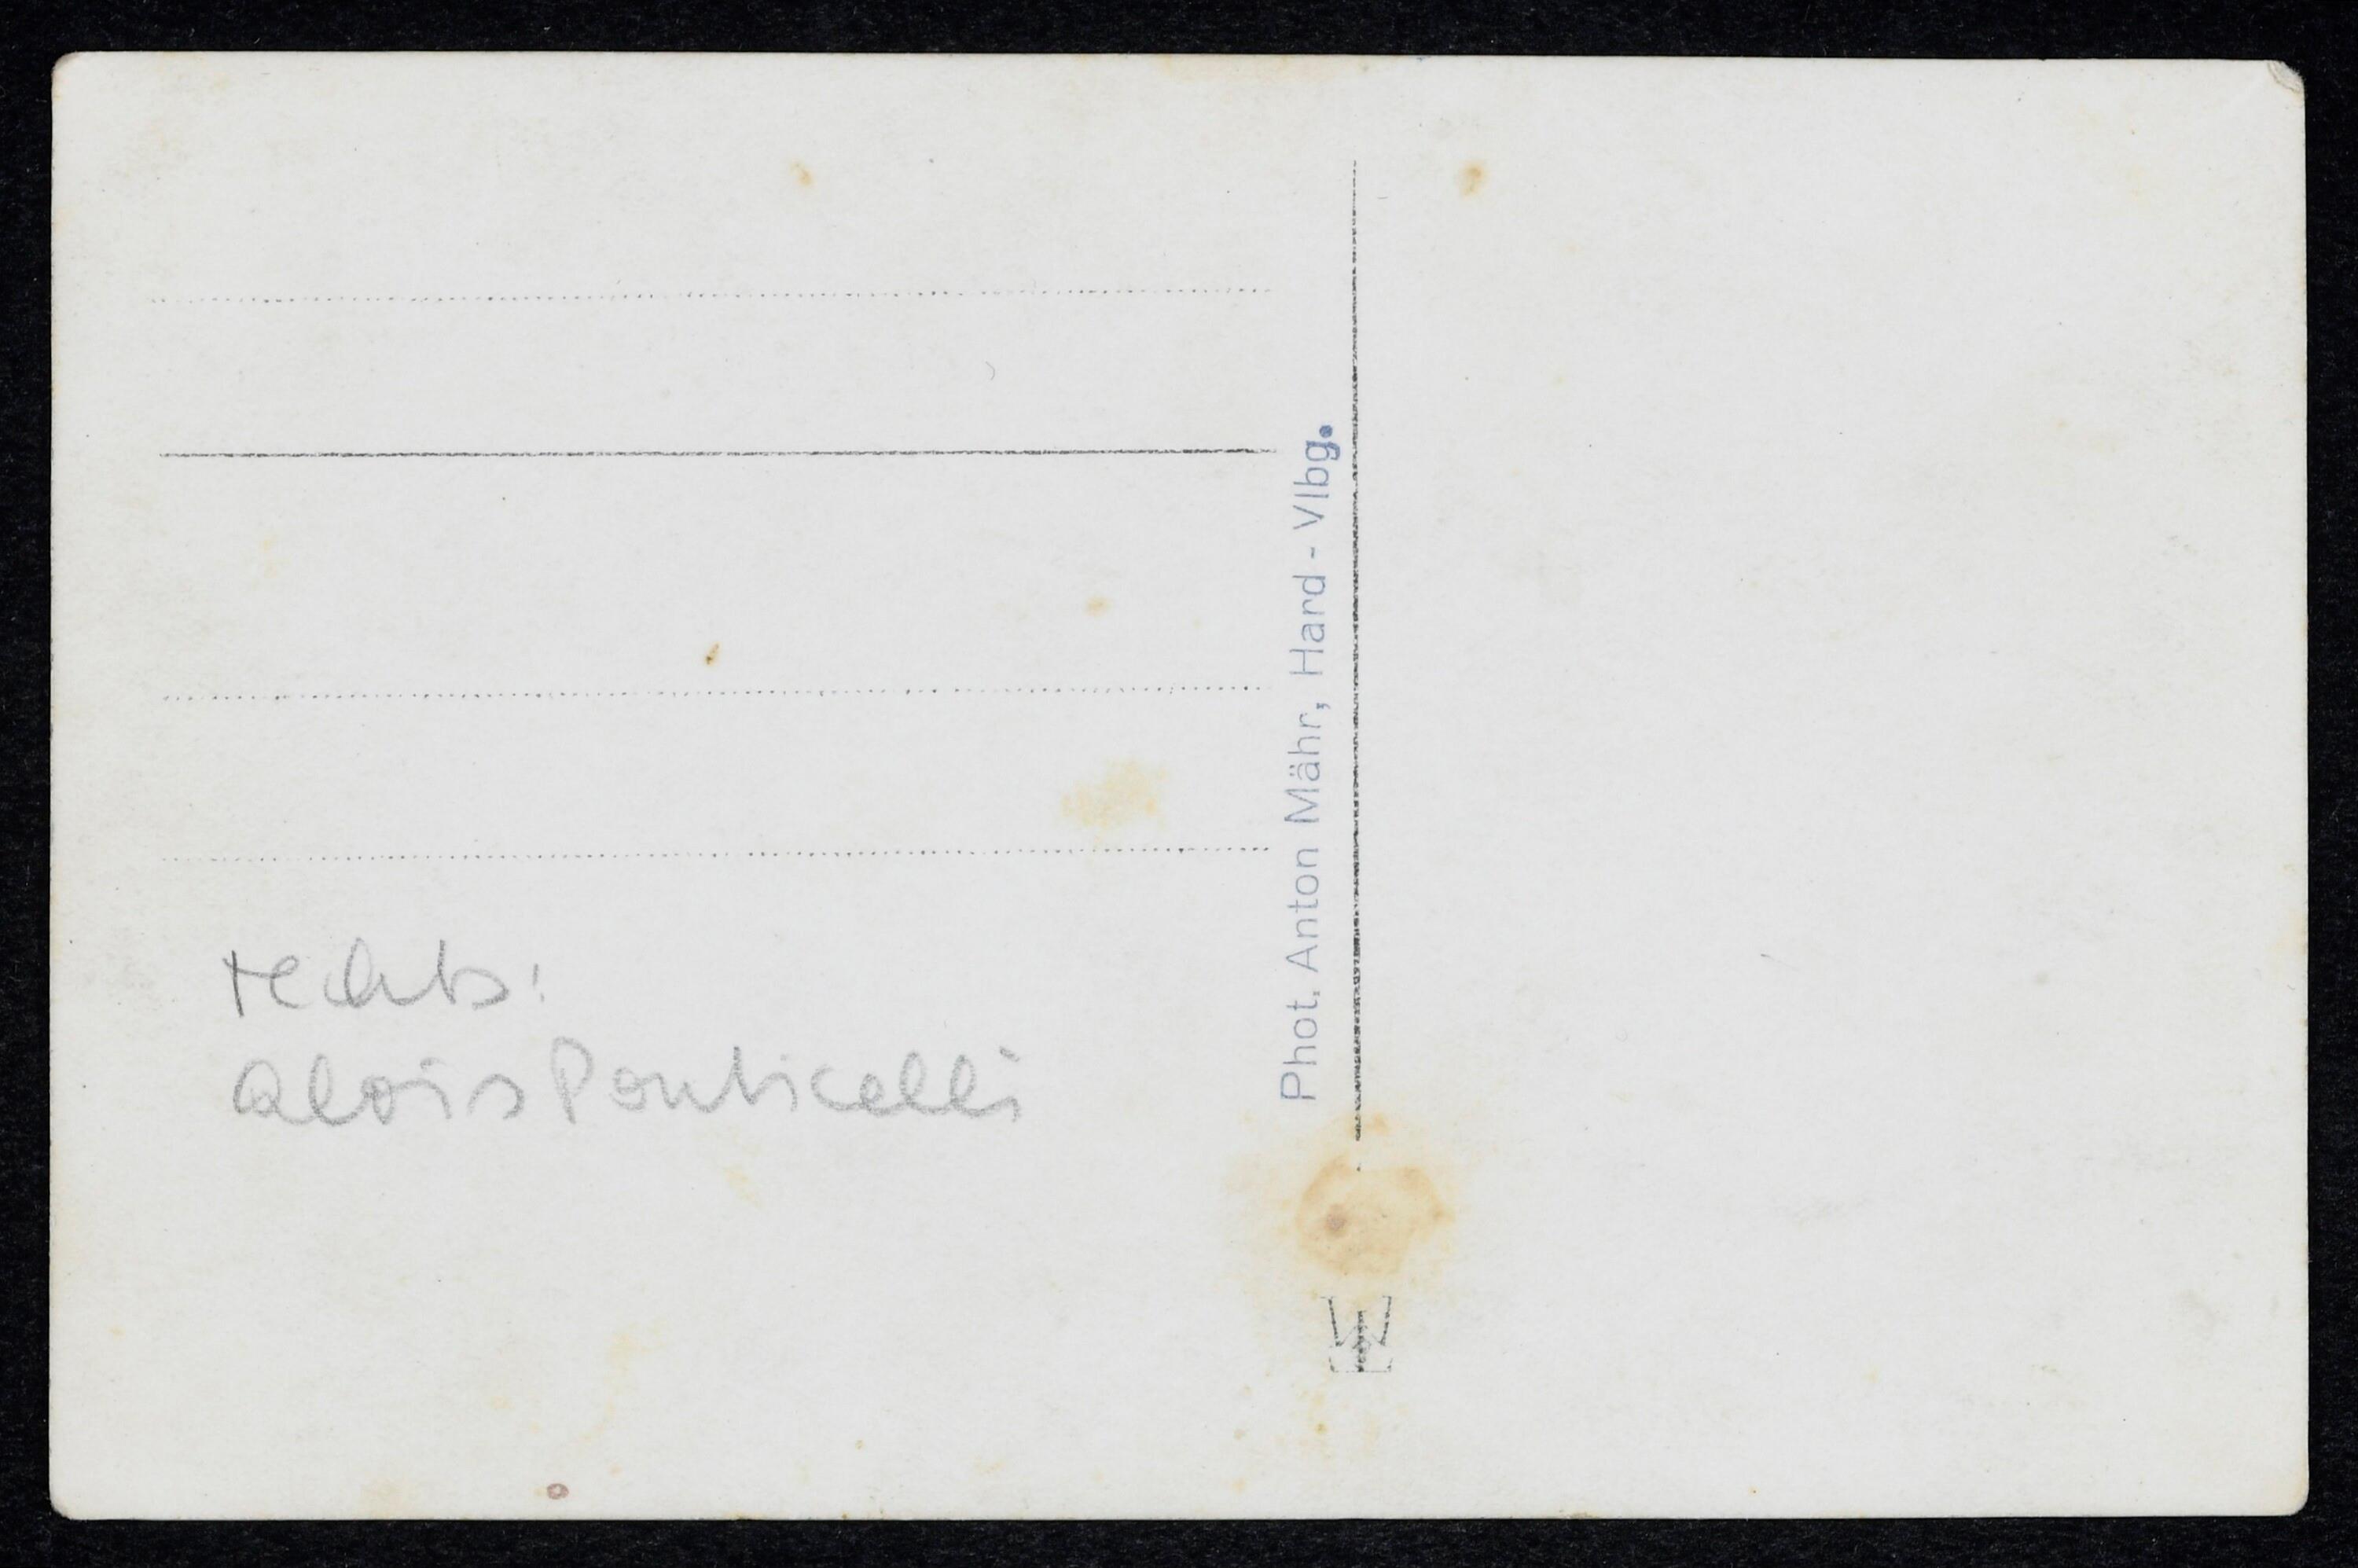 rechts:
Alois Ponticelli
Phot. Anton Mähr, Hard - Vlbg.